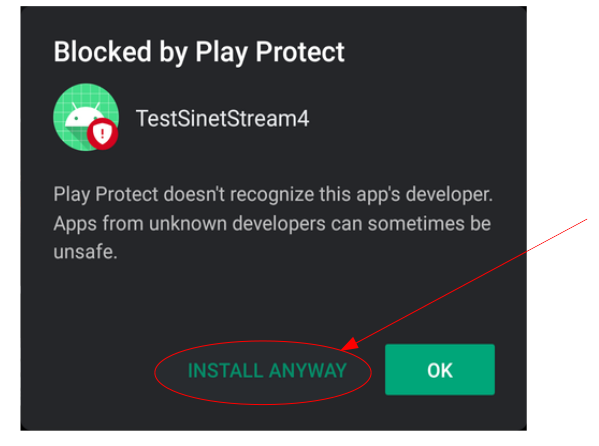 Blocked by Play Protect
TestSinetStream4
Play Protect doesn't recognize this app's developer.
Apps from unknown developers can sometimes be
unsafe.
INSTALL ANYWAY
OK